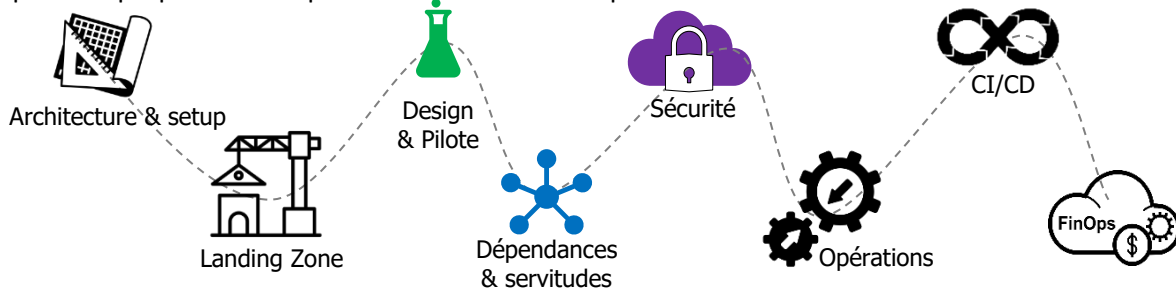 Architecture & setup
Landing Zone
Design
& Pilote
Dépendances
& servitudes
Sécurité
Opérations
CI/CD
FinOps
$